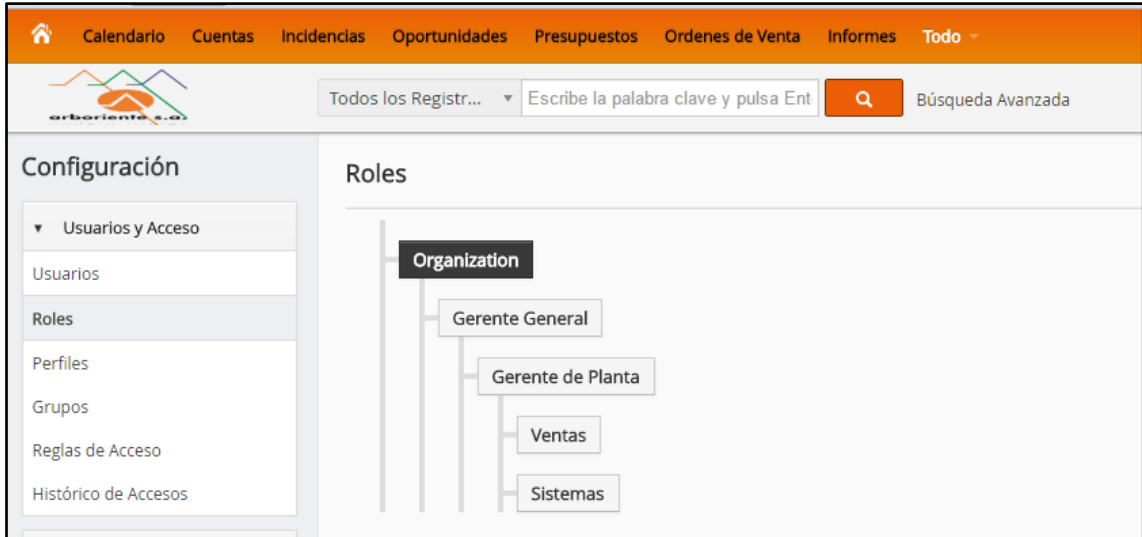 Calendario Cuentas Incidencias Oportunidades Presupuestos Ordenes de Venta Informes Todo
arboriente s.a.
Todos los Registr... Escribe la palabra clave y pulsa Ent Búsqueda Avanzada
Configuración
Usuarios y Acceso
Usuarios
Roles
Perfiles
Grupos
Reglas de Acceso
Histórico de Accesos
Roles
Organization
Gerente General
Gerente de Planta
Ventas
Sistemas